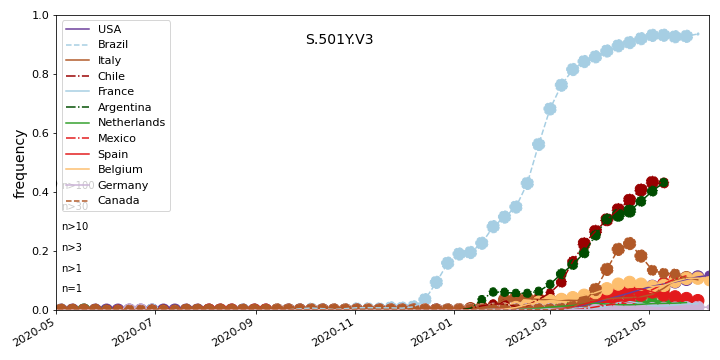 S.501Y.V3
1.0
0.8
0.6
0.4
0.2
0.0
frequency
USA
Brazil
Italy
Chile
France
Argentina
Netherlands
Mexico
Spain
Belgium
Germany
Canada
n>100
n>30
n>10
n>3
n>1
n=1
2020-05
2020-07
2020-09
2020-11
2021-01
2021-03
2021-05